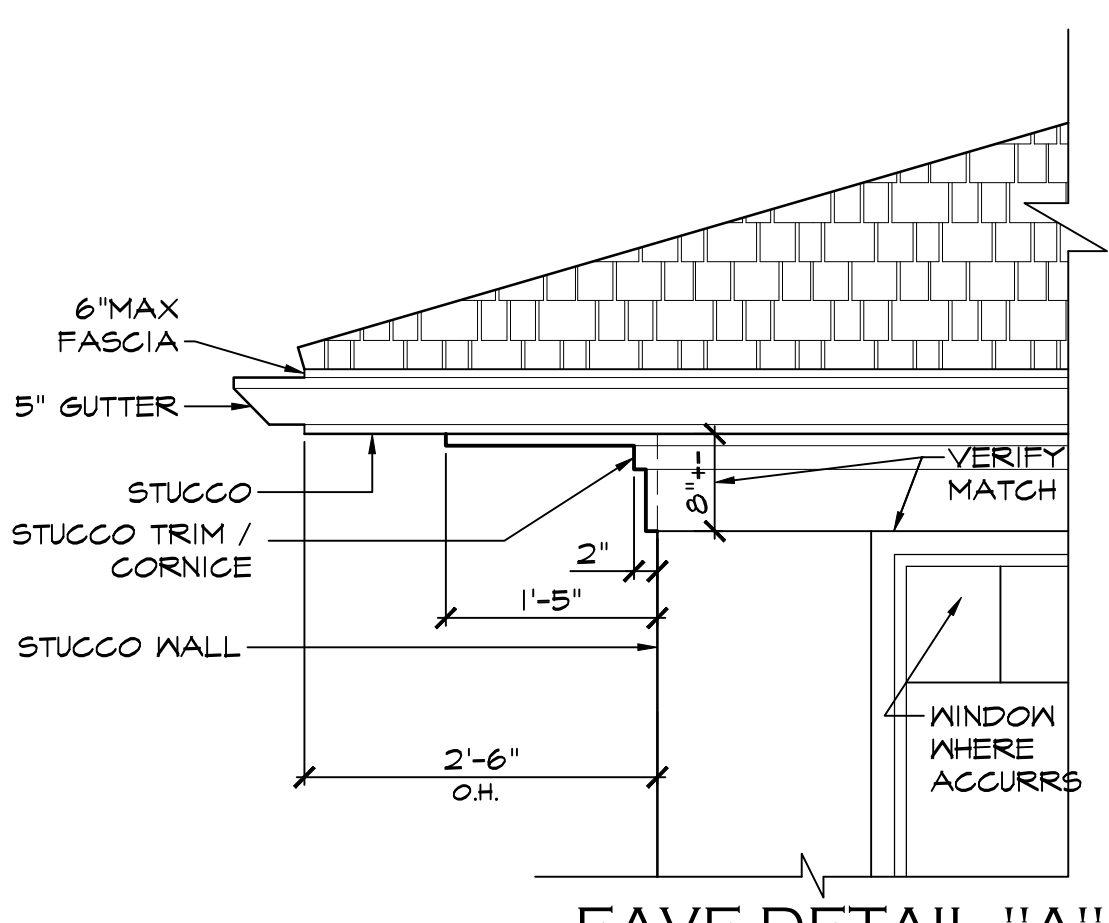 6"MAX
FASCIA
5" GUTTER
STUCCO
STUCCO TRIM /
CORNICE
STUCCO WALL
2"
1'-5"
2'-6"
O.H.
8"+-
VERIFY
MATCH
WINDOW
WHERE
ACCURRS
EAVE DETAIL "A"